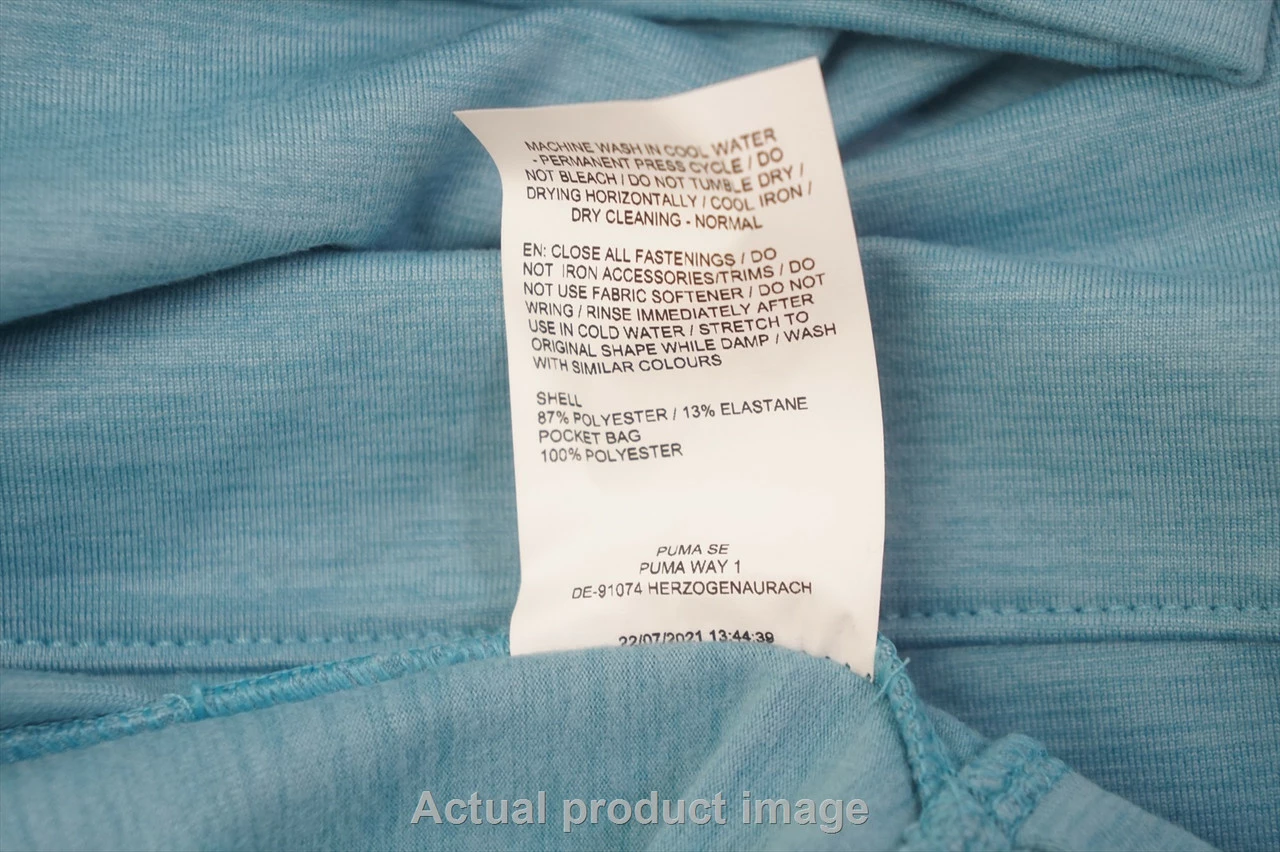 MACHINE WASH IN COOL WATER
- PERMANENT PRESS CYCLE / DO
NOT BLEACH / DO NOT TUMBLE DRY /
DRYING HORIZONTALLY / COOL IRON /
DRY CLEANING - NORMAL
EN: CLOSE ALL FASTENINGS / DO
NOT IRON ACCESSORIES/TRIMS / DO
NOT USE FABRIC SOFTENER / DO NOT
WRING / RINSE IMMEDIATELY AFTER
USE IN COLD WATER / STRETCH TO
ORIGINAL SHAPE WHILE DAMP / WASH
WITH SIMILAR COLOURS
SHELL
87% POLYESTER / 13% ELASTANE
POCKET BAG
100% POLYESTER
PUMA SE
PUMA WAY 1
DE-91074 HERZOGENAURACH
22/07/2021 13:44:39
Actual product image